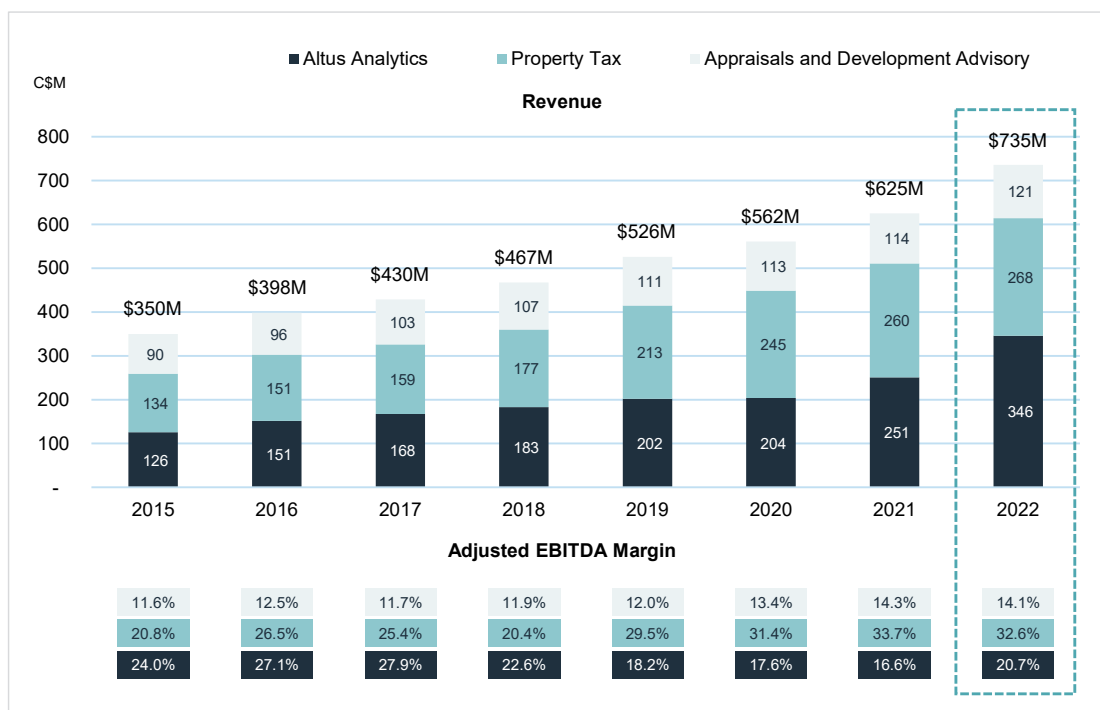 Altus Analytics Property Tax Appraisals and Development Advisory
C$M
Revenue
800
700
600
500
400
300
200
100
-
$350M $398M $430M $467M $526M $562M $625M $735M
90 96 103 107 111 113 114 121
134 151 159 177 213 245 260 268
126 151 168 183 202 204 251 346
2015 2016 2017 2018 2019 2020 2021 2022
Adjusted EBITDA Margin
11.6% 12.5% 11.7% 11.9% 12.0% 13.4% 14.3% 14.1%
20.8% 26.5% 25.4% 20.4% 29.5% 31.4% 33.7% 32.6%
24.0% 27.1% 27.9% 22.6% 18.2% 17.6% 16.6% 20.7%